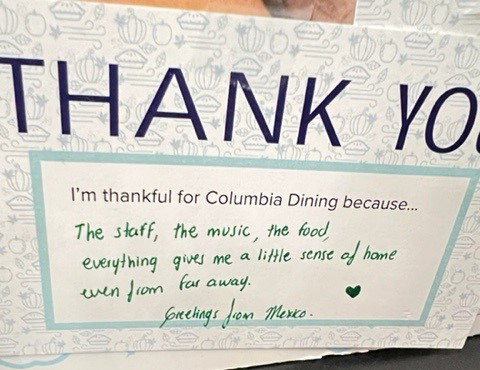 THANK YOU
I'm thankful for Columbia Dining because...
The staff, the music, the food,
everything gives me a little sense of home
even from far away.
Greetings from Mexico.